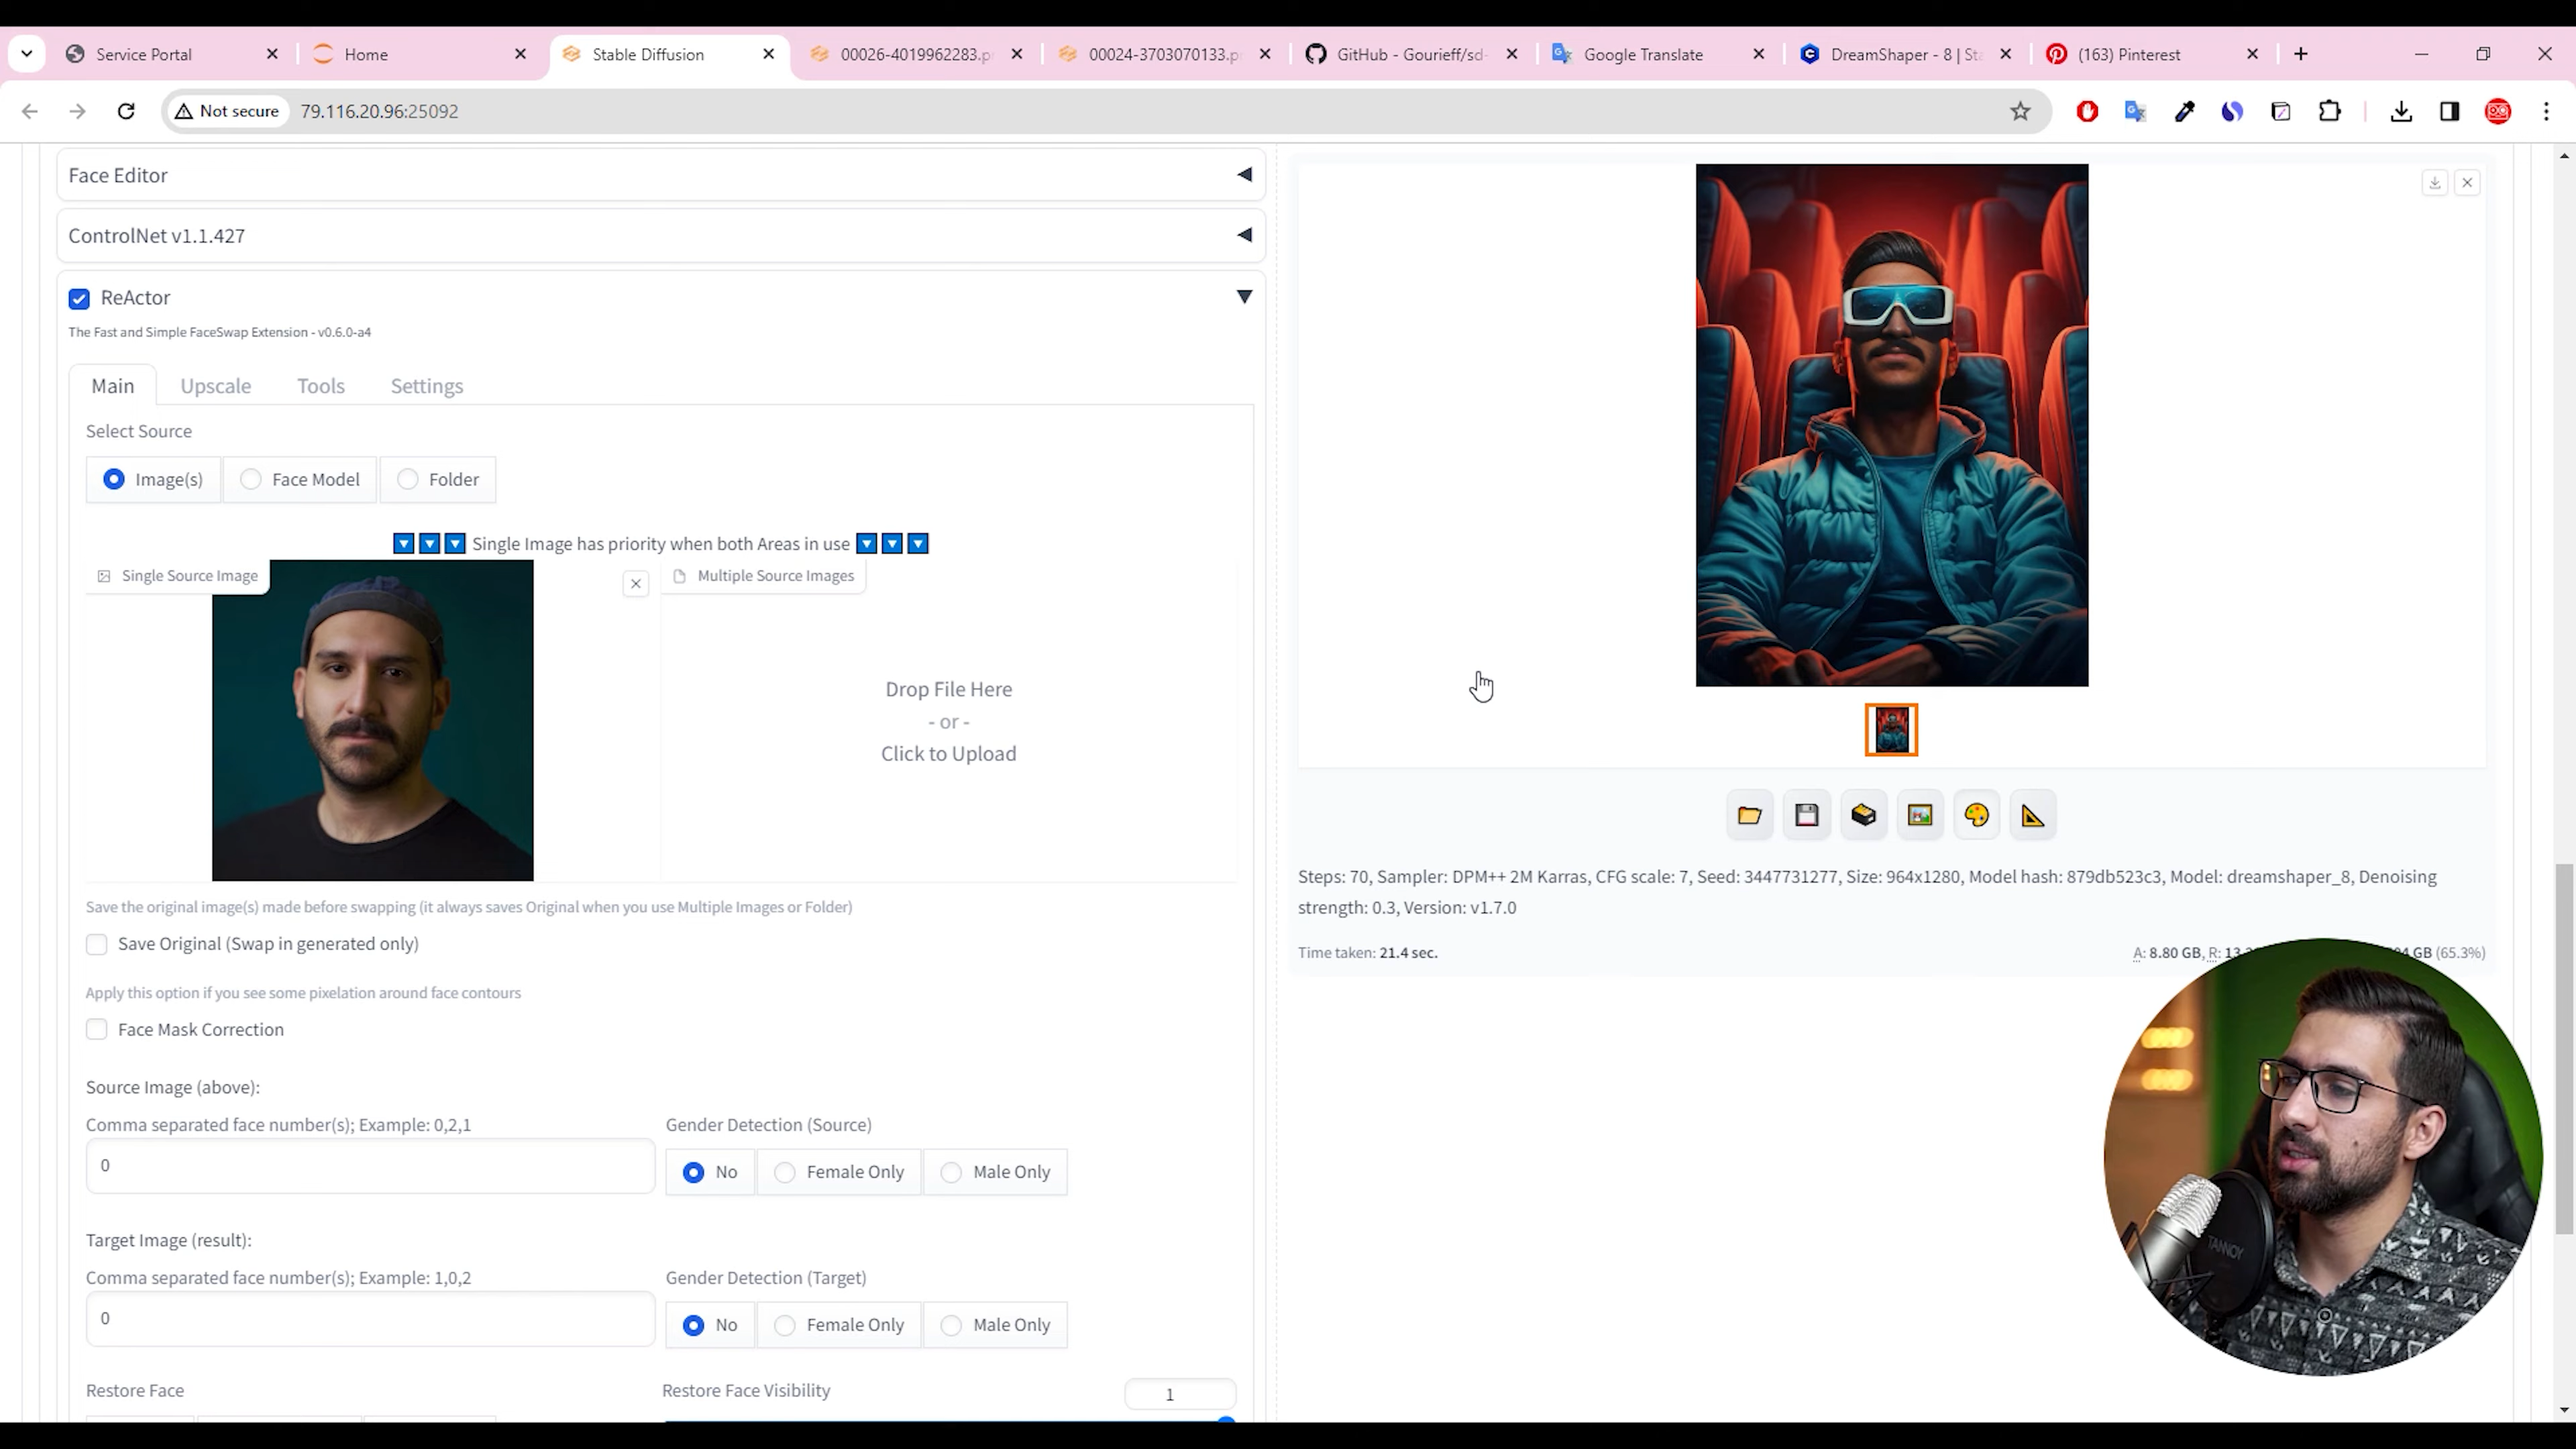 Service Portal
Home
Stable Diffusion
00026-4019962283.p
00024-3703070133.p
GitHub - Gourieff/sd-
Google Translate
DreamShaper - 8 | Sta
(163) Pinterest
Not secure
79.116.20.96:25092
Face Editor
ControlNet v1.1.427
ReActor
The Fast and Simple FaceSwap Extension - v0.6.0-a4
Main
Upscale
Tools
Settings
Select Source
Image(s)
Face Model
Folder
Single Image has priority when both Areas in use
Single Source Image
Multiple Source Images
Drop File Here
- or -
Click to Upload
Save the original image(s) made before swapping (it always saves Original when you use Multiple Images or Folder)
Save Original (Swap in generated only)
Apply this option if you see some pixelation around face contours
Face Mask Correction
Source Image (above):
Comma separated face number(s); Example: 0,2,1
0
Gender Detection (Source)
No
Female Only
Male Only
Target Image (result):
Comma separated face number(s); Example: 1,0,2
0
Gender Detection (Target)
No
Female Only
Male Only
Restore Face
Restore Face Visibility
1
Steps: 70, Sampler: DPM++ 2M Karras, CFG scale: 7, Seed: 3447731277, Size: 964x1280, Model hash: 879db523c3, Model: dreamshaper_8, Denoising
strength: 0.3, Version: v1.7.0
Time taken: 21.4 sec.
A: 8.80 GB, R: 13. GB (65.3%)
TANNOY